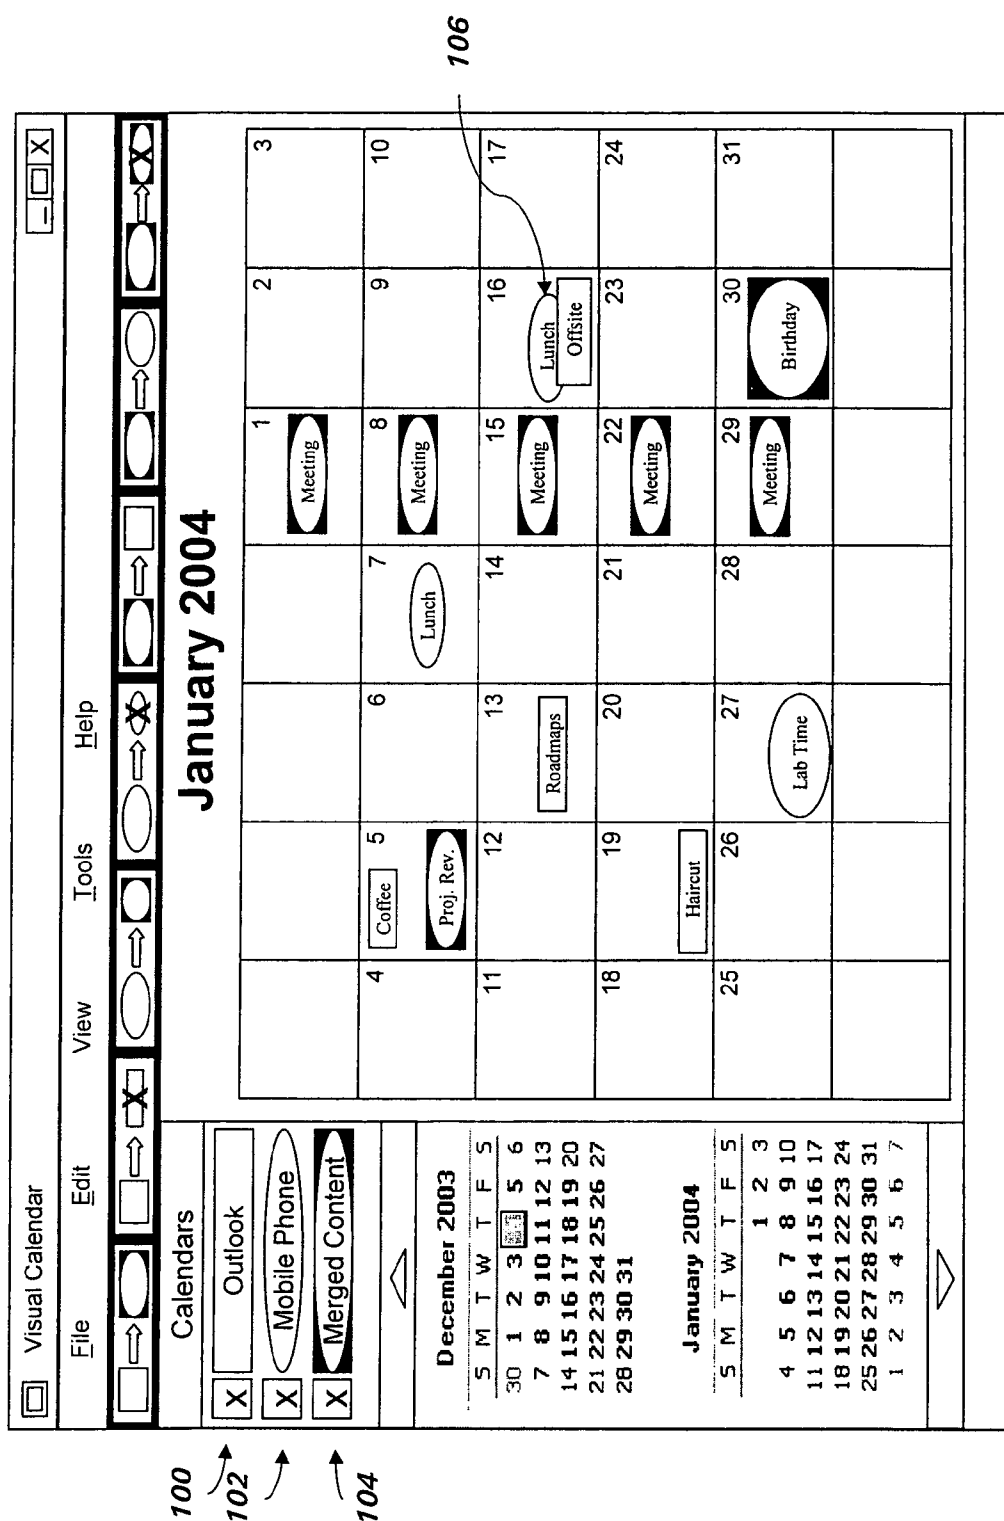 Visual Calendar
_ X
File Edit View Tools Help
X X X
Calendars
100
X Outlook
102
X Mobile Phone
104
X Merged Content
December 2003
S M T W T F S
30 1 2 3 5 6
7 8 9 10 11 12 13
14 15 16 17 18 19 20
21 22 23 24 25 26 27
28 29 30 31
January 2004
S M T W T F S
1 2 3
4 5 6 7 8 9 10
11 12 13 14 15 16 17
18 19 20 21 22 23 24
25 26 27 28 29 30 31
1 2 3 4 5 6 7
January 2004
1 2 3
Meeting
4 5 6 7 8 9 10
Coffee
Proj. Rev. Lunch Meeting
11 12 13 14 15 16 17
Roadmaps Meeting Lunch
Offsite
106
18 19 20 21 22 23 24
Haircut Meeting
25 26 27 28 29 30 31
Lab Time Meeting Birthday